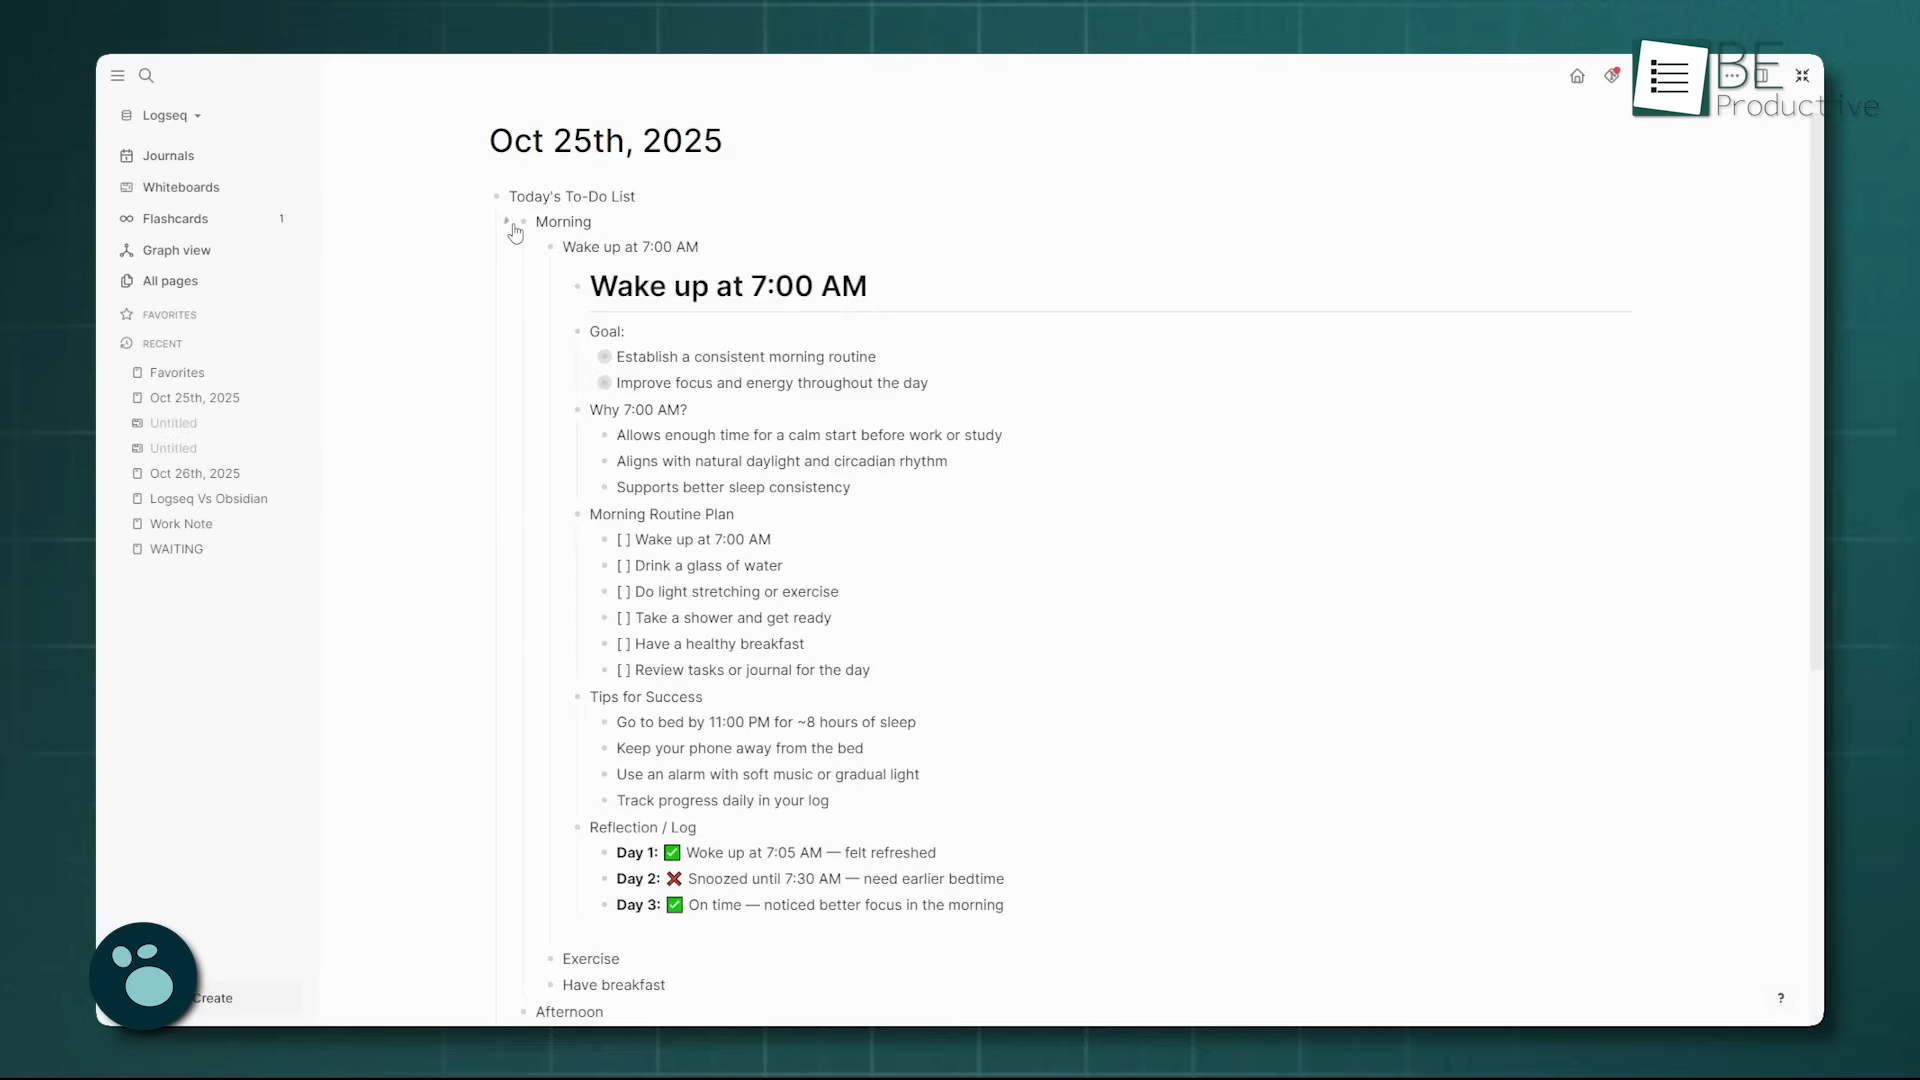 BE
Productive
Logseq
Journals
Whiteboards
Flashcards 1
Graph view
All pages
FAVORITES
RECENT
Favorites
Oct 25th, 2025
Untitled
Untitled
Oct 26th, 2025
Logseq Vs Obsidian
Work Note
WAITING
Create
Oct 25th, 2025
Today's To-Do List
Morning
Wake up at 7:00 AM
Wake up at 7:00 AM
Goal:
Establish a consistent morning routine
Improve focus and energy throughout the day
Why 7:00 AM?
Allows enough time for a calm start before work or study
Aligns with natural daylight and circadian rhythm
Supports better sleep consistency
Morning Routine Plan
[ ] Wake up at 7:00 AM
[ ] Drink a glass of water
[ ] Do light stretching or exercise
[ ] Take a shower and get ready
[ ] Have a healthy breakfast
[ ] Review tasks or journal for the day
Tips for Success
Go to bed by 11:00 PM for ~8 hours of sleep
Keep your phone away from the bed
Use an alarm with soft music or gradual light
Track progress daily in your log
Reflection / Log
Day 1: ✅ Woke up at 7:05 AM — felt refreshed
Day 2: ❌ Snoozed until 7:30 AM — need earlier bedtime
Day 3: ✅ On time — noticed better focus in the morning
Exercise
Have breakfast
Afternoon
?